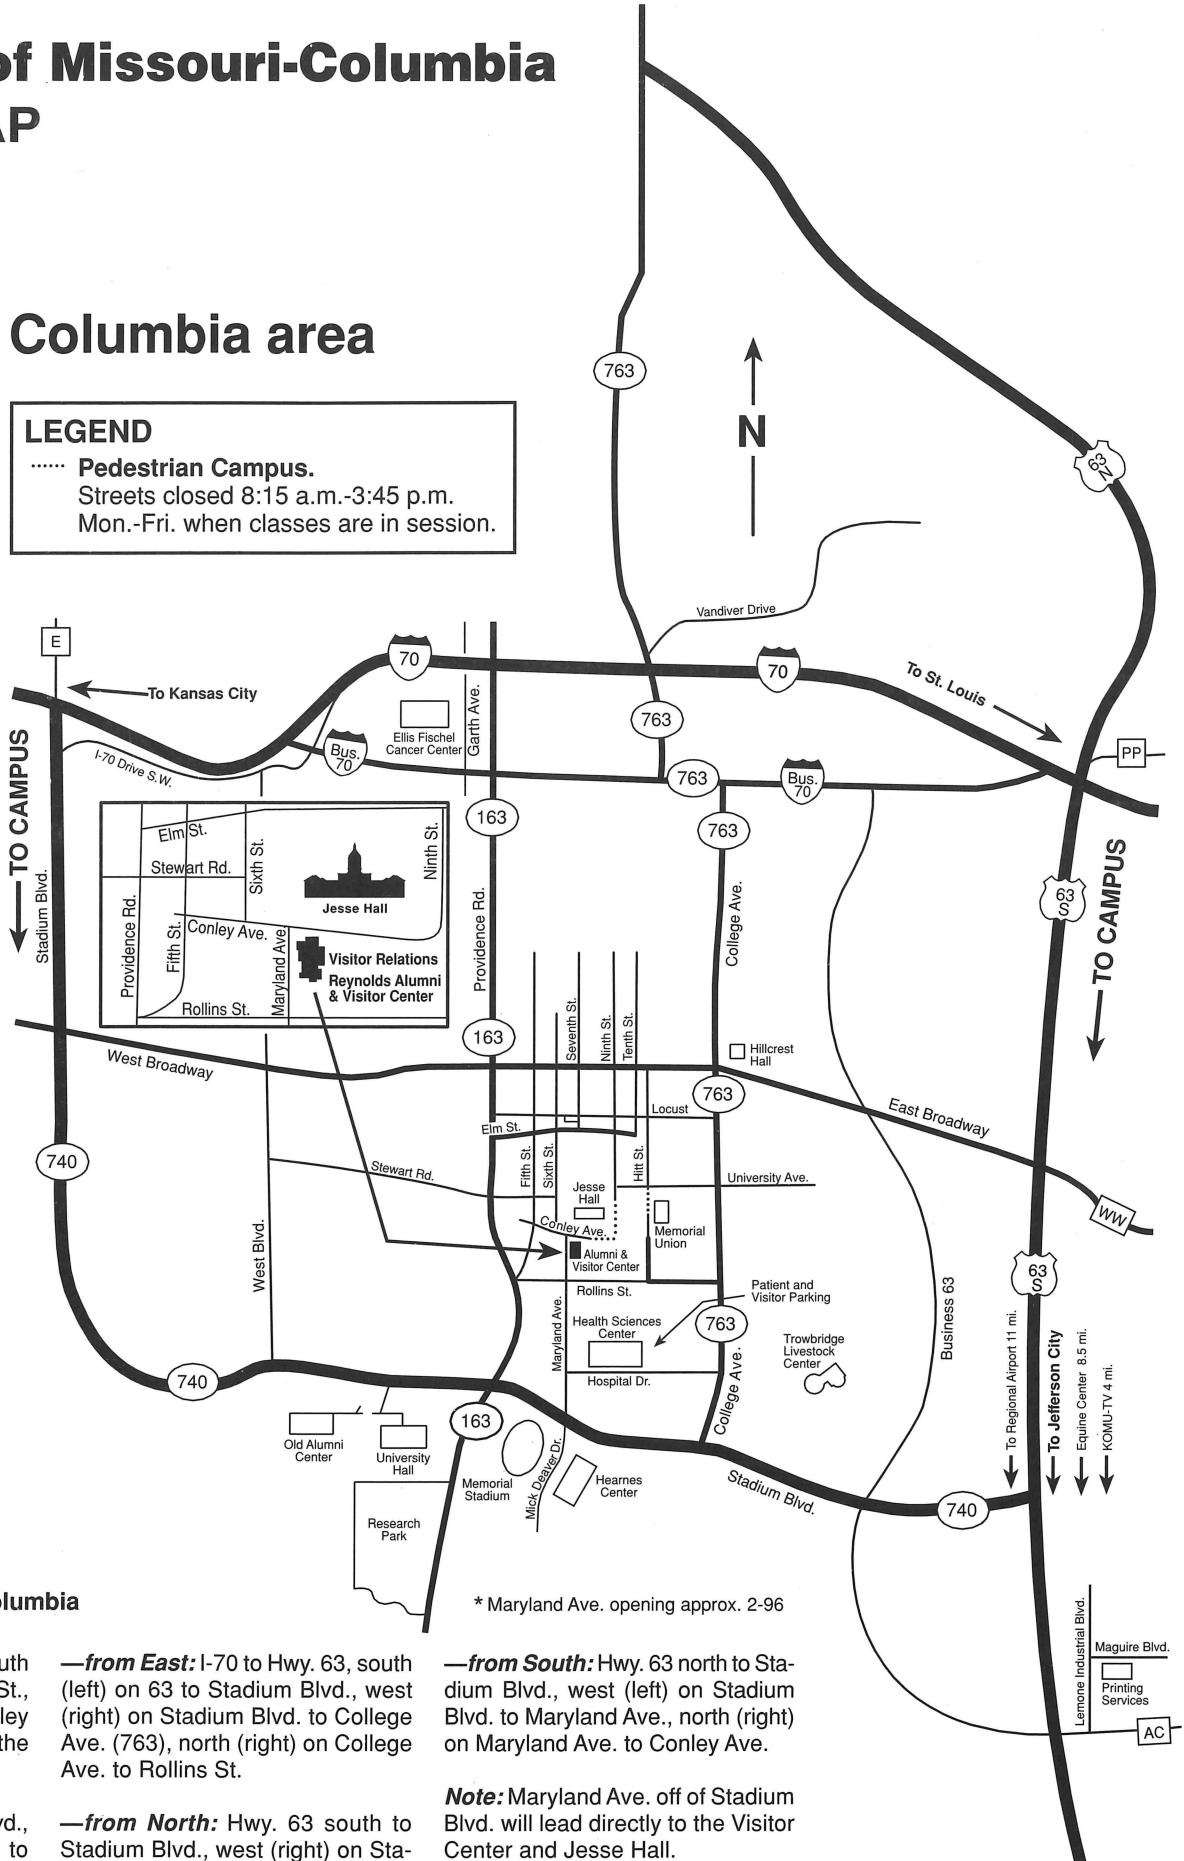 of Missouri-Columbia
AP
Columbia area
LEGEND
...... Pedestrian Campus.
Streets closed 8:15 a.m.-3:45 p.m.
Mon.-Fri. when classes are in session.
N
763
63
N
Vandiver Drive
E
To Kansas City
70
70
To St. Louis
Garth Ave.
Ellis Fischel
Cancer Center
763
PP
I-70 Drive S.W.
Bus.
70
763
Bus.
70
TO CAMPUS
Stadium Blvd.
163
763
Elm St.
Stewart Rd.
Sixth St.
Ninth St.
Jesse Hall
Providence Rd.
Fifth St.
Conley Ave.
Maryland Ave.
Visitor Relations
Reynolds Alumni
& Visitor Center
Rollins St.
Providence Rd.
College Ave.
63
S
TO CAMPUS
163
Seventh St.
Ninth St.
Tenth St.
Hillcrest
Hall
West Broadway
763
East Broadway
Locust
Elm St.
740
Stewart Rd.
Fifth St.
Sixth St.
Hitt St.
University Ave.
Jesse
Hall
Conley Ave.
Memorial
Union
WW
West Blvd.
Alumni &
Visitor Center
63
S
Rollins St.
Patient and
Visitor Parking
Maryland Ave.
Health Sciences
Center
763
Trowbridge
Livestock
Center
Business 63
Hospital Dr.
College Ave.
To Regional Airport 11 mi.
To Jefferson City
Equine Center 8.5 mi.
KOMU-TV 4 mi.
740
163
Old Alumni
Center
University
Hall
Memorial
Stadium
Mick Deaver Dr.
Hearnes
Center
Stadium Blvd.
740
Research
Park
* Maryland Ave. opening approx. 2-96
Lemone Industrial Blvd.
Maguire Blvd.
Printing
Services
AC
olumbia
uth
St.,
ley
the
vd.,
to
—from East: I-70 to Hwy. 63, south
(left) on 63 to Stadium Blvd., west
(right) on Stadium Blvd. to College
Ave. (763), north (right) on College
Ave. to Rollins St.
—from North: Hwy. 63 south to
Stadium Blvd., west (right) on Sta-
—from South: Hwy. 63 north to Sta-
dium Blvd., west (left) on Stadium
Blvd. to Maryland Ave., north (right)
on Maryland Ave. to Conley Ave.
Note: Maryland Ave. off of Stadium
Blvd. will lead directly to the Visitor
Center and Jesse Hall.